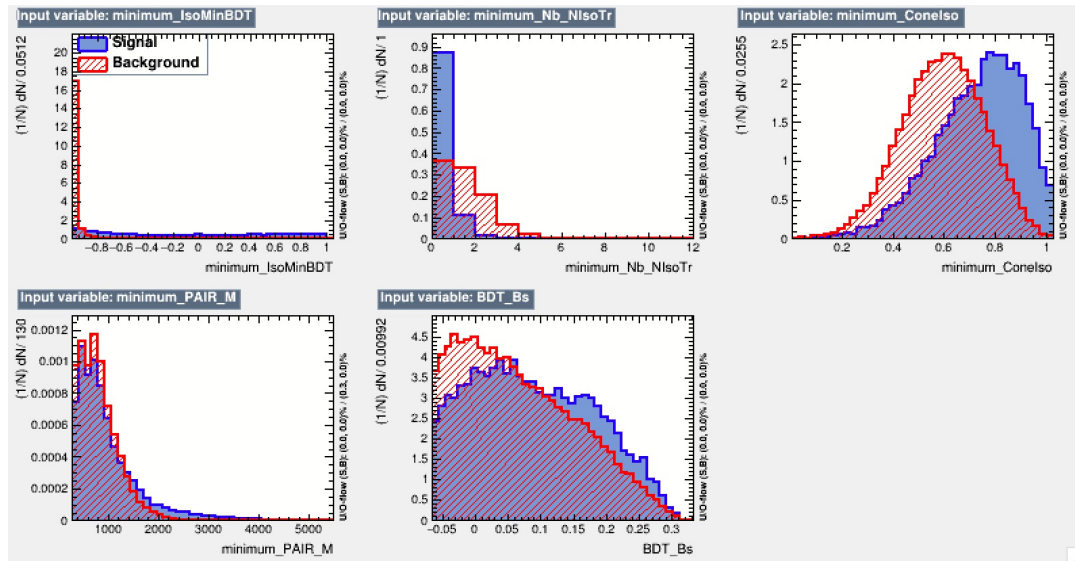 Input variable: minimum_IsoMinBDT
(1/N) dN/ 0.0512
20
18
16
14
12
10
8
6
4
2
0
-0.8 -0.6 -0.4 -0.2 0 0.2 0.4 0.6 0.8 1
minimum_IsoMinBDT
Signal
Background
U/O-flow (S,B): (0.0, 0.0)% / (0.0, 0.0)%
Input variable: minimum_Nb_NIsoTr
(1/N) dN/ 1
0.9
0.8
0.7
0.6
0.5
0.4
0.3
0.2
0.1
0
0 2 4 6 8 10 12
minimum_Nb_NIsoTr
U/O-flow (S,B): (0.0, 0.0)% / (0.0, 0.0)%
Input variable: minimum_ConeIso
(1/N) dN/ 0.0255
2.5
2
1.5
1
0.5
0
0.2 0.4 0.6 0.8 1
minimum_ConeIso
U/O-flow (S,B): (0.0, 0.0)% / (0.0, 0.0)%
Input variable: minimum_PAIR_M
(1/N) dN/ 130
0.0012
0.001
0.0008
0.0006
0.0004
0.0002
0
1000 2000 3000 4000 5000
minimum_PAIR_M
U/O-flow (S,B): (0.0, 0.0)% / (0.3, 0.0)%
Input variable: BDT_Bs
(1/N) dN/ 0.00992
4.5
4
3.5
3
2.5
2
1.5
1
0.5
0
-0.05 0 0.05 0.1 0.15 0.2 0.25 0.3
BDT_Bs
U/O-flow (S,B): (0.0, 0.0)% / (0.0, 0.0)%